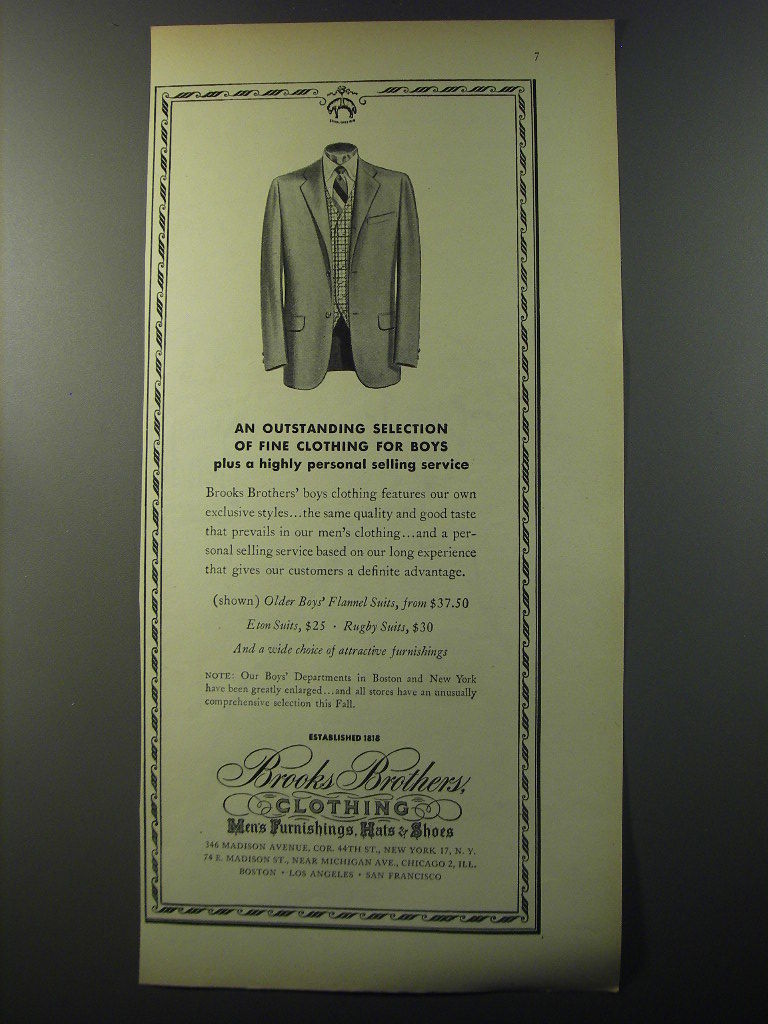 7
AN OUTSTANDING SELECTION
OF FINE CLOTHING FOR BOYS
plus a highly personal selling service
Brooks Brothers' boys clothing features our own
exclusive styles...the same quality and good taste
that prevails in our men's clothing...and a per-
sonal selling service based on our long experience
that gives our customers a definite advantage.
(shown) Older Boys' Flannel Suits, from $37.50
Eton Suits, $25 · Rugby Suits, $30
And a wide choice of attractive furnishings
NOTE: Our Boys' Departments in Boston and New York
have been greatly enlarged...and all stores have an unusually
comprehensive selection this Fall.
ESTABLISHED 1818
Brooks Brothers,
CLOTHING
Men's Furnishings, Hats & Shoes
346 MADISON AVENUE, COR. 44TH ST., NEW YORK 17, N. Y.
74 E. MADISON ST., NEAR MICHIGAN AVE., CHICAGO 2, ILL.
BOSTON · LOS ANGELES · SAN FRANCISCO